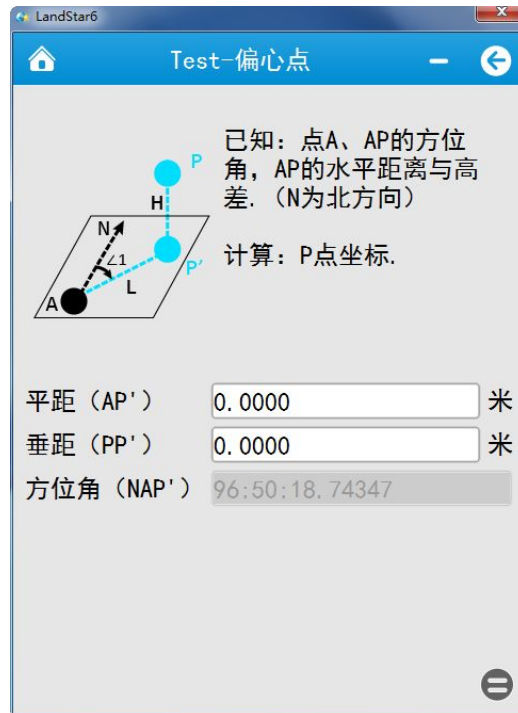 LandStar6
Test-偏心点
已知：点A、AP的方位
角，AP的水平距离与高
差.（N为北方向）
计算：P点坐标.
P
H
N
∠1
P'
L
A
平距（AP'） 0.0000 米
垂距（PP'） 0.0000 米
方位角（NAP'） 96:50:18.74347